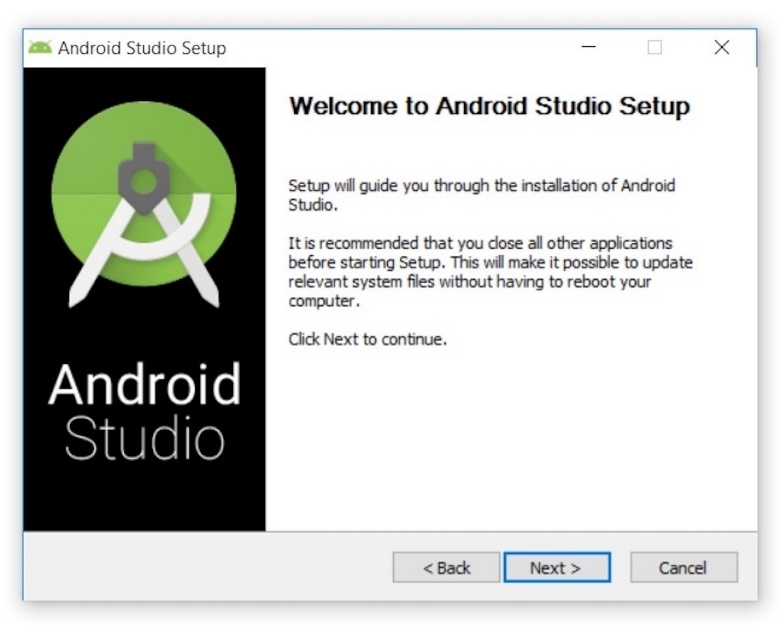 Android Studio Setup
Welcome to Android Studio Setup
Setup will guide you through the installation of Android
Studio.
It is recommended that you close all other applications
before starting Setup. This will make it possible to update
relevant system files without having to reboot your
computer.
Click Next to continue.
Android
Studio
< Back
Next >
Cancel